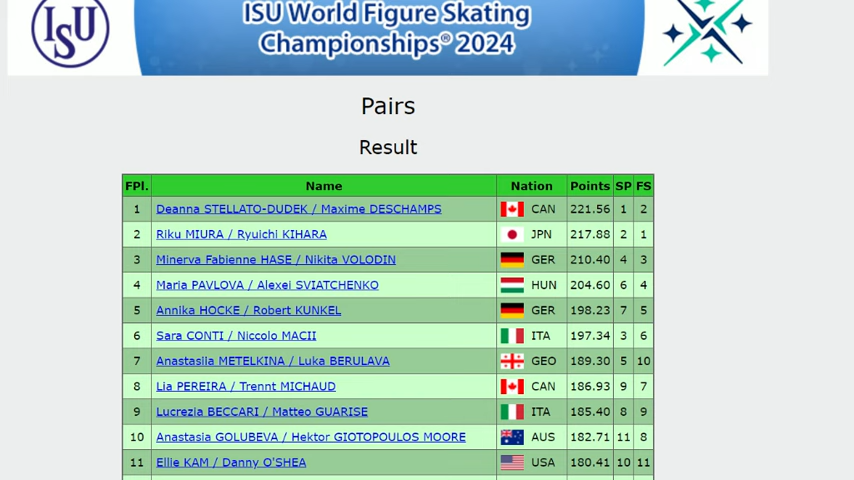 ISU
ISU World Figure Skating
Championships® 2024
Pairs
Result
FPl. Name Nation Points SP FS
1 Deanna STELLATO-DUDEK / Maxime DESCHAMPS CAN 221.56 1 2
2 Riku MIURA / Ryuichi KIHARA JPN 217.88 2 1
3 Minerva Fabienne HASE / Nikita VOLODIN GER 210.40 4 3
4 Maria PAVLOVA / Alexei SVIATCHENKO HUN 204.60 6 4
5 Annika HOCKE / Robert KUNKEL GER 198.23 7 5
6 Sara CONTI / Niccolo MACII ITA 197.34 3 6
7 Anastasiia METELKINA / Luka BERULAVA GEO 189.30 5 10
8 Lia PEREIRA / Trennt MICHAUD CAN 186.93 9 7
9 Lucrezia BECCARI / Matteo GUARISE ITA 185.40 8 9
10 Anastasia GOLUBEVA / Hektor GIOTOPOULOS MOORE AUS 182.71 11 8
11 Ellie KAM / Danny O'SHEA USA 180.41 10 11